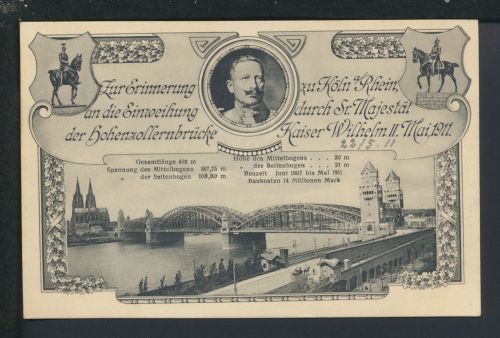 Zur Erinnerung zu Köln a/Rhein,
an die Einweihung durch Sr. Majestät
der Hohenzollernbrücke Kaiser Wilhelm II. Mai, 1911.
22/5. 11
Gesamtlänge 415 m
Spannung des Mittelbogens 167,75 m
" der Seitenbogen 108,80 m
Höhe des Mittelbogens . . . 30 m
" der Seitenbogen . . . 21 m
Bauzeit Juni 1907 bis Mai 1911
Baukosten 14 Millionen Mark